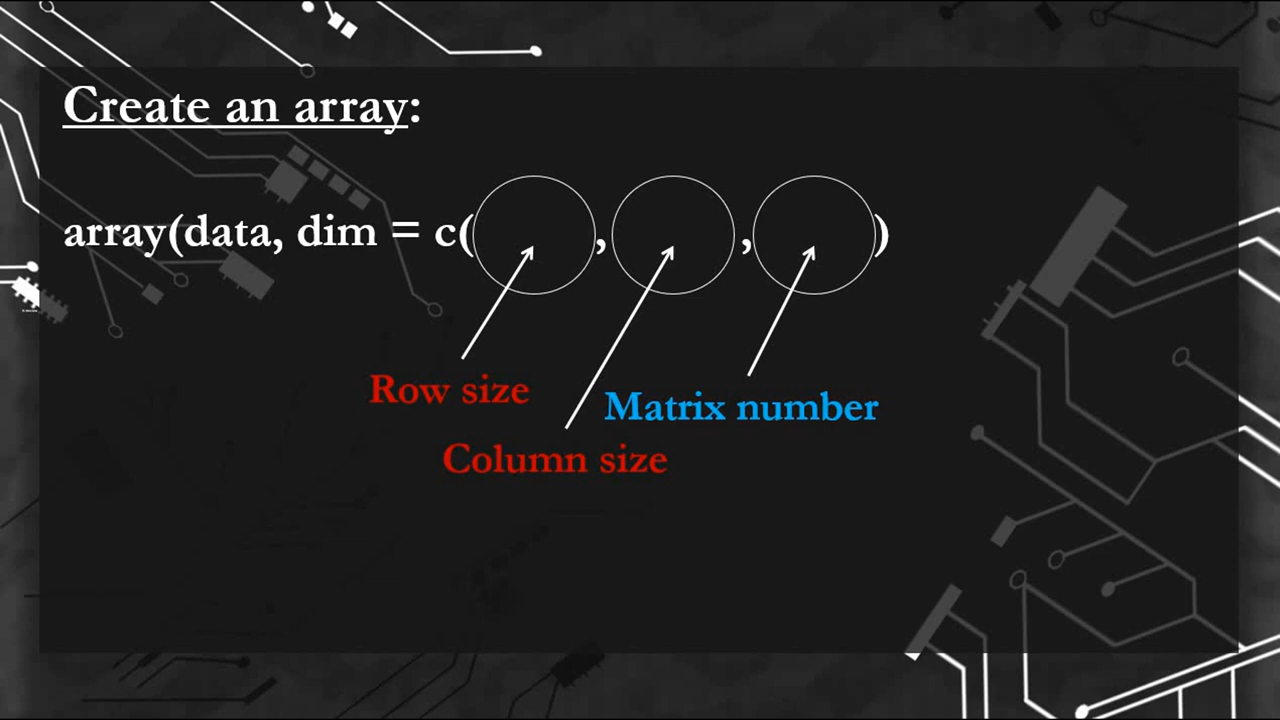 Create an array:
array(data, dim = c( , , )
Row size
Matrix number
Column size